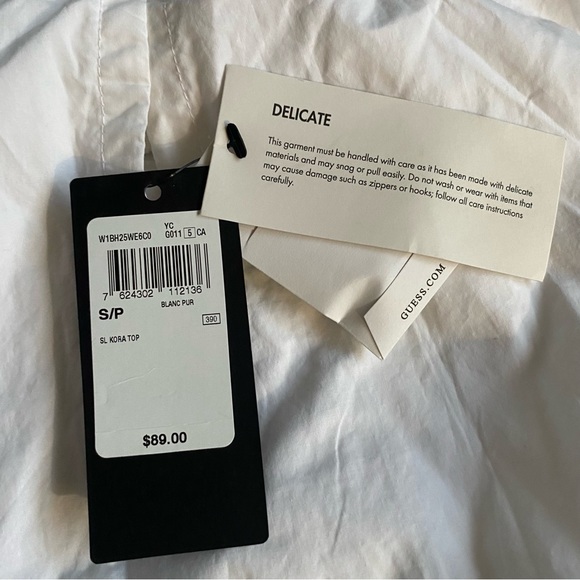 DELICATE
This garment must be handled with care as it has been made with delicate
materials and may snag or pull easily. Do not wash or wear with items that
may cause damage such as zippers or hooks; follow all care instructions
carefully.
GUESS.COM
YC
W1BH25WE6C0 G011 5 CA
7 624302 112136
S/P BLANC PUR
390
SL KORA TOP
$89.00